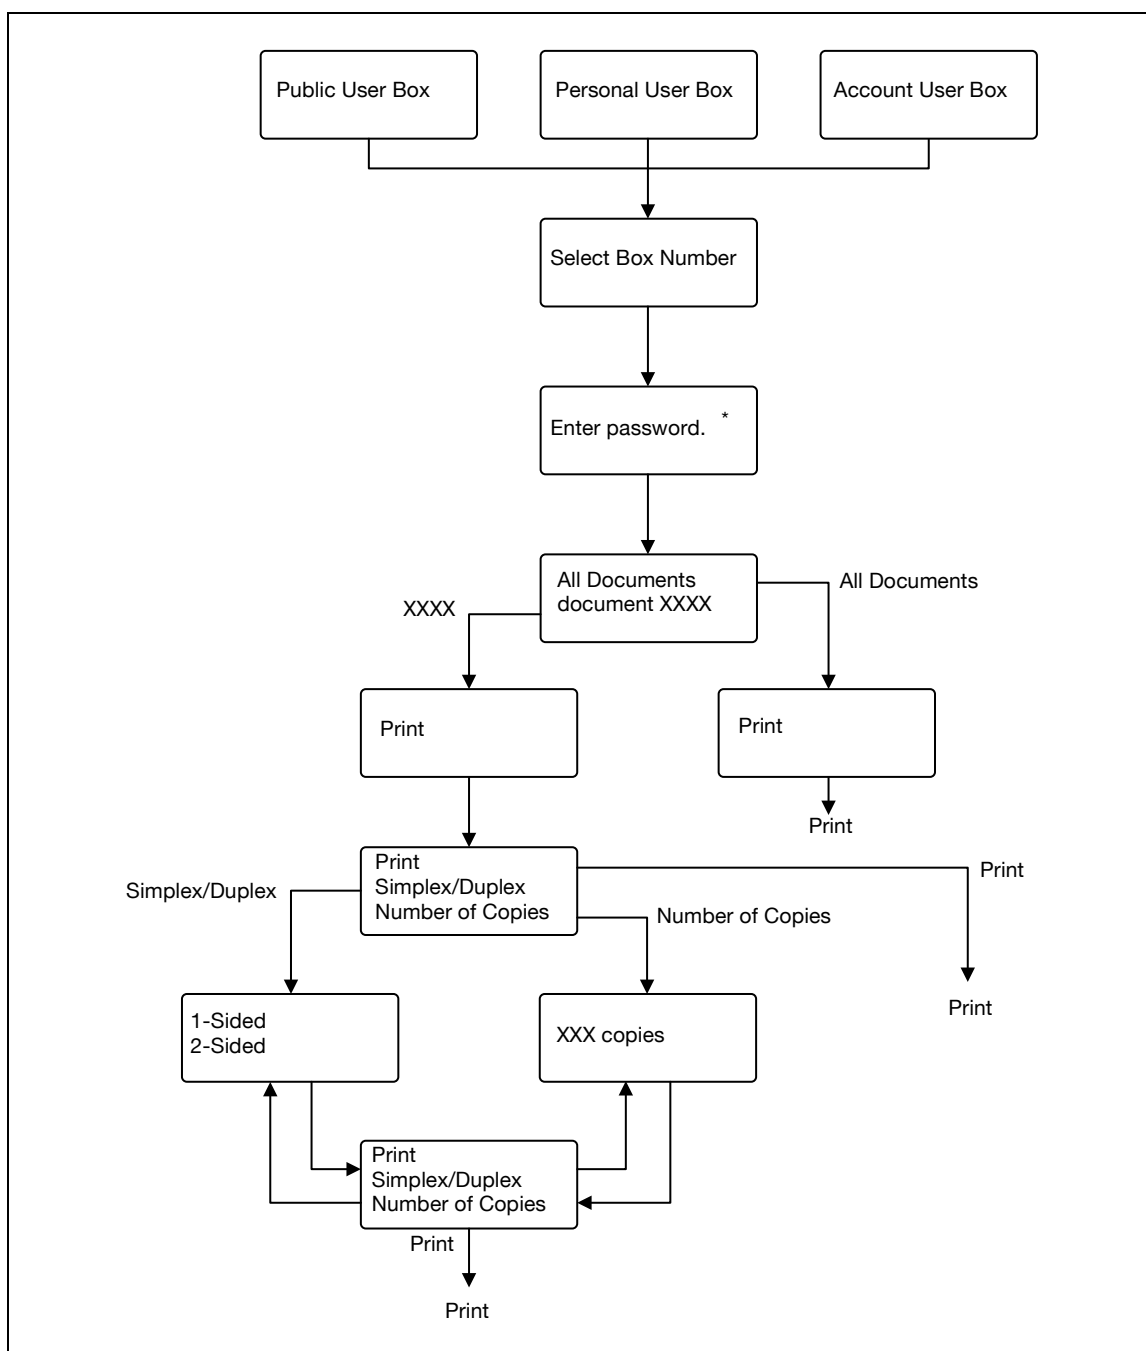 Public User Box
Personal User Box
Account User Box
Select Box Number
Enter password. *
All Documents
document XXXX
All Documents
XXXX
Print
Print
Print
Print
Simplex/Duplex
Number of Copies
Print
Simplex/Duplex
Number of Copies
Print
1-Sided
2-Sided
XXX copies
Print
Simplex/Duplex
Number of Copies
Print
Print